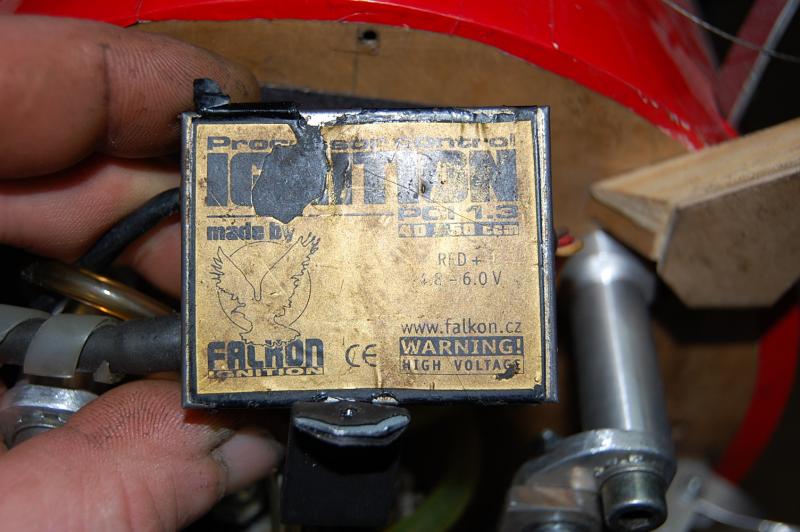 Processor control
IGNITION
PCI 1.3
made by
RED +
4.8 - 6.0 V
www.falkon.cz
FALKON
IGNITION
CE
WARNING!
HIGH VOLTAGE